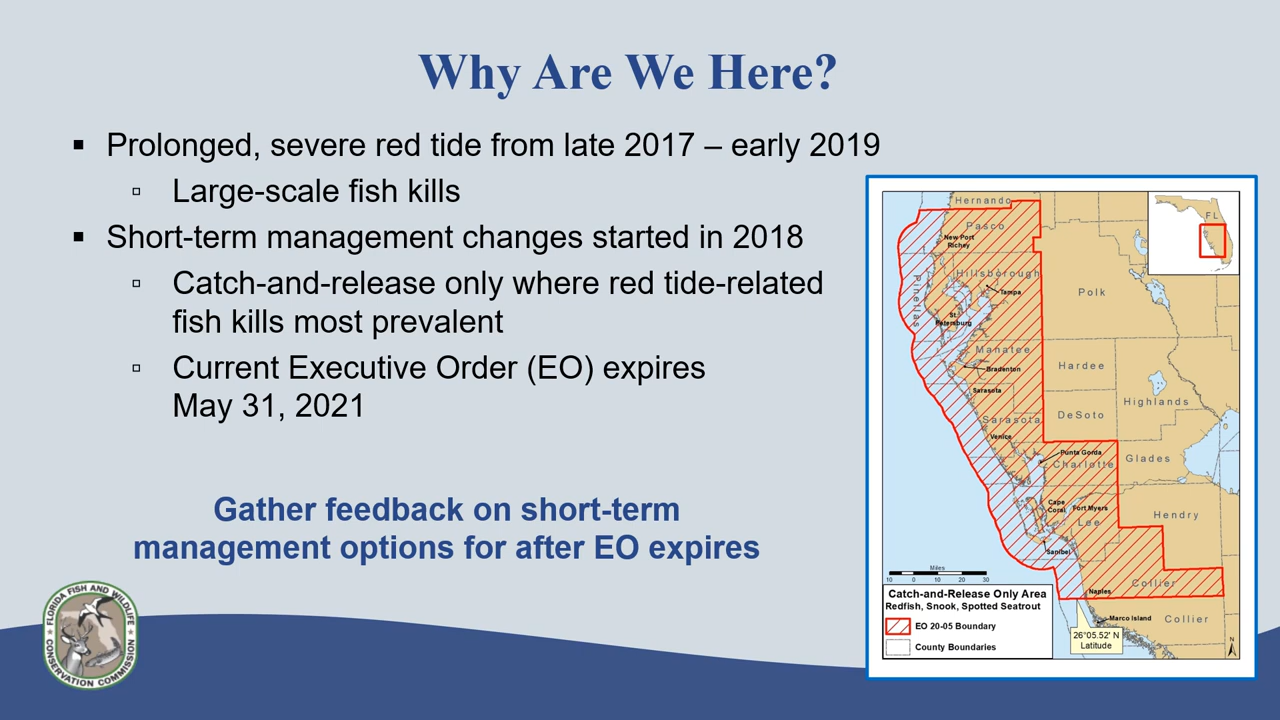 Why Are We Here?
▪ Prolonged, severe red tide from late 2017 – early 2019
▫ Large-scale fish kills
▪ Short-term management changes started in 2018
▫ Catch-and-release only where red tide-related
fish kills most prevalent
▫ Current Executive Order (EO) expires
May 31, 2021
Gather feedback on short-term
management options for after EO expires
FLORIDA FISH AND WILDLIFE
CONSERVATION COMMISSION
Hernando
FL
Pasco
New Port
Richey
Hillsborough
Pinellas
Tampa
Polk
St.
Petersburg
Manatee
Bradenton
Hardee
Sarasota
Highlands
DeSoto
Sarasota
Venice
Punta Gorda
Charlotte
Glades
Cape
Coral
Fort Myers
Lee
Hendry
Sanibel
Miles
10 0 10 20 30
Collier
Naples
Catch-and-Release Only Area
Redfish, Snook, Spotted Seatrout
EO 20-05 Boundary
County Boundaries
Marco Island
Collier
26°05.52' N
Latitude
N